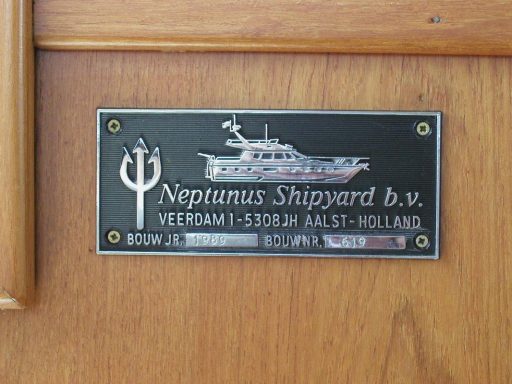 Neptunus Shipyard b.v.
VEERDAM 1-5308JH AALST-HOLLAND
BOUWJR. 1989 BOUWNR. 619